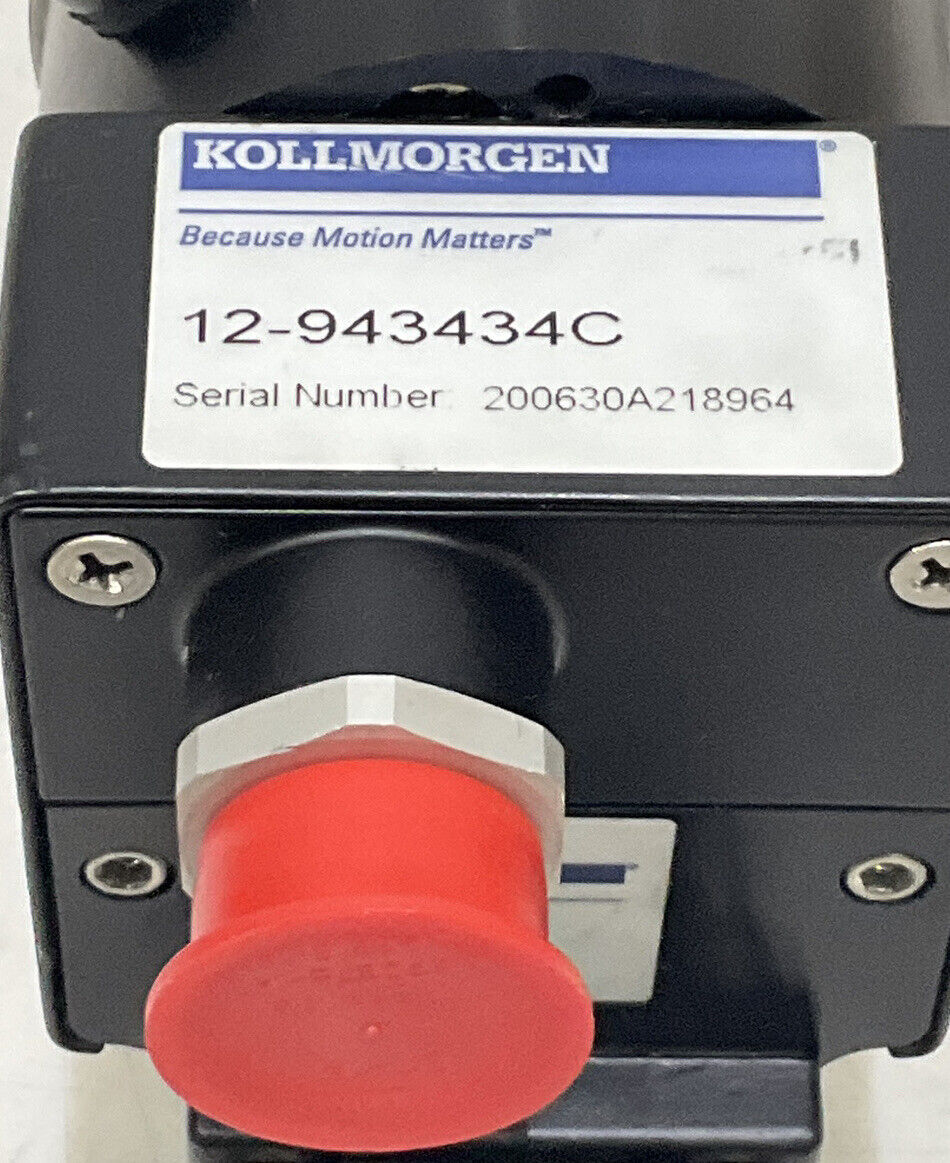 KOLLMORGEN®
Because Motion Matters™
12-943434C
Serial Number: 200630A218964